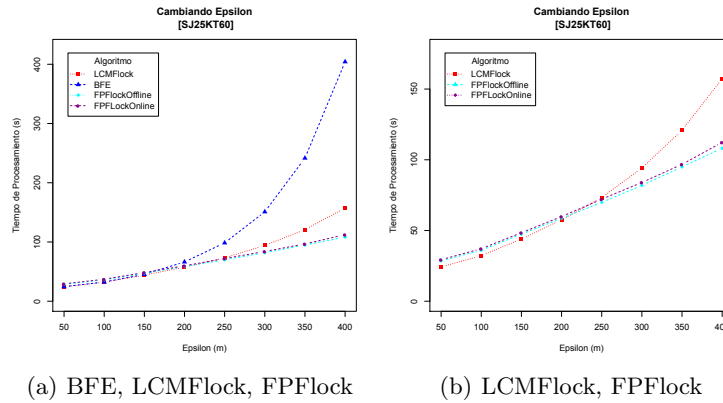 Cambiando Epsilon
[SJ25KT60]
Tiempo de Procesamiento (s)
400
300
200
100
0
Algoritmo
LCMFlock
BFE
FPFlockOffline
FPFLockOnline
50 100 150 200 250 300 350 400
Epsilon (m)
(a) BFE, LCMFlock, FPFlock
Cambiando Epsilon
[SJ25KT60]
Tiempo de Procesamiento (s)
150
100
50
0
Algoritmo
LCMFlock
FPFlockOffline
FPFLockOnline
50 100 150 200 250 300 350 400
Epsilon (m)
(b) LCMFlock, FPFlock